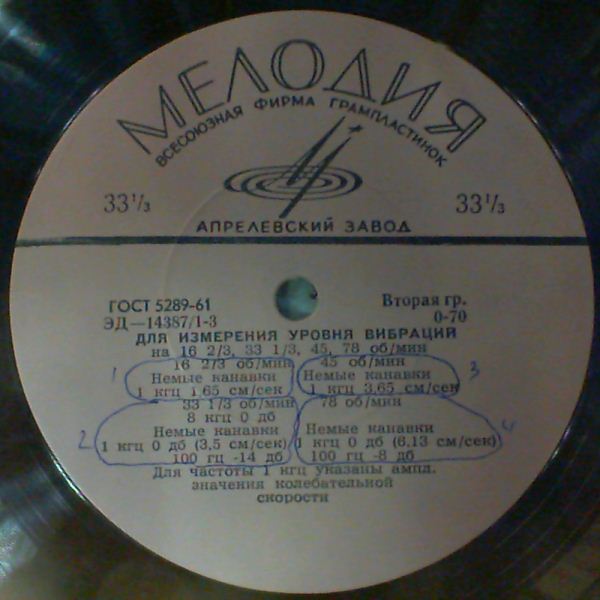 МЕЛОДИЯ
ВСЕСОЮЗНАЯ ФИРМА ГРАМПЛАСТИНОК
33 1/3 33 1/3
АПРЕЛЕВСКИЙ ЗАВОД
ГОСТ 5289-61 Вторая гр.
ЭД—14387/1-3 0-70
ДЛЯ ИЗМЕРЕНИЯ УРОВНЯ ВИБРАЦИЙ
на 16 2/3, 33 1/3, 45, 78 об/мин
1 16 2/3 об/мин 45 об/мин 3
Немые канавки Немые канавки
1 кгц 1,65 см/сек 1 кгц 3,65 см/сек
33 1/3 об/мин 78 об/мин
8 кгц 0 дб
2 Немые канавки Немые канавки 4
1 кгц 0 дб (3,5 см/сек) 1 кгц 0 дб (6.13 см/сек)
100 гц -14 дб 100 гц -8 дб
Для частоты 1 кгц указаны ампл.
значения колебательной
скорости